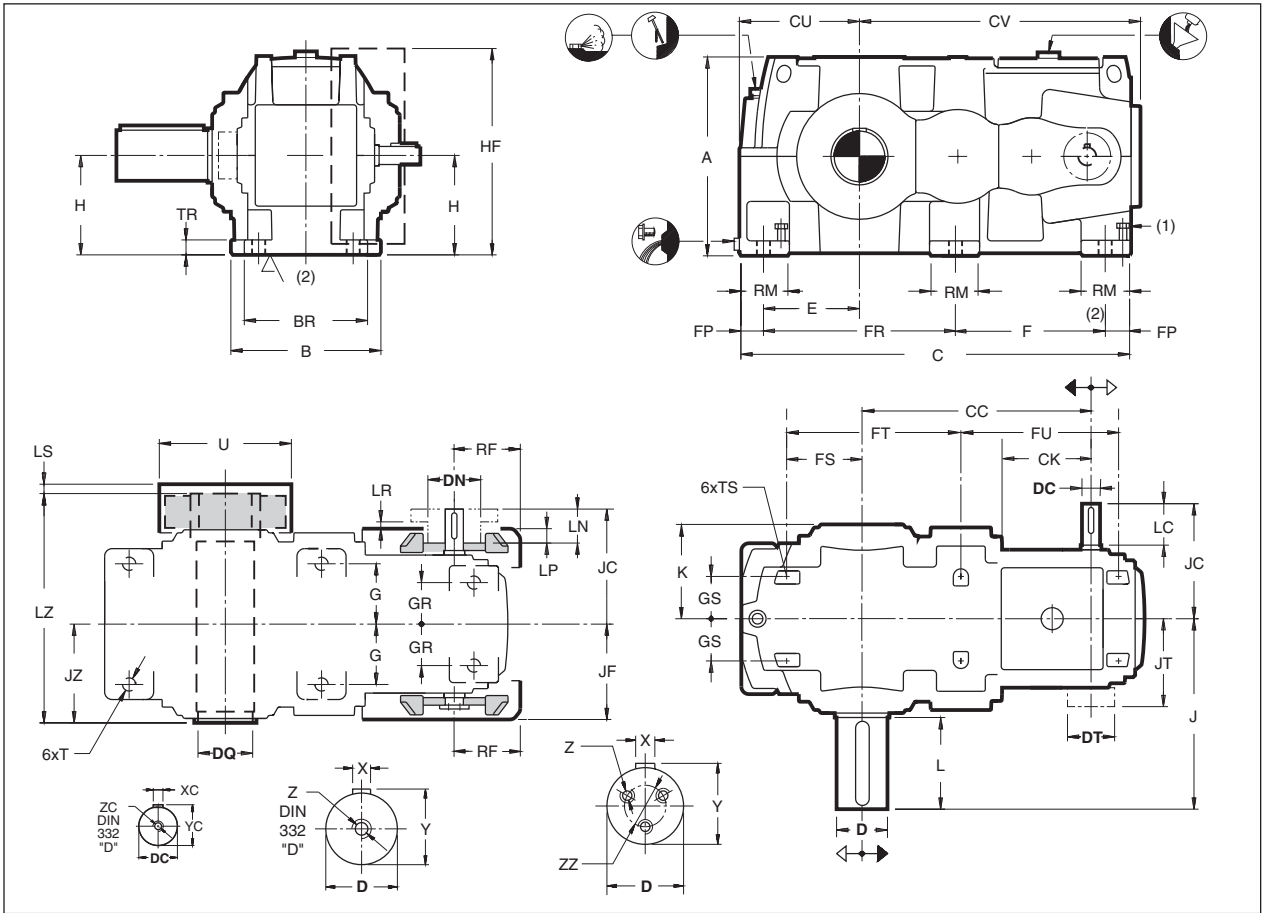 CU
CV
A
HF
H
H
TR
(2)
BR
B
(1)
RM
RM
RM
E
(2)
FP
FR
F
FP
C
LS
U
RF
DN
LR
LN
LP
JC
G
GR
LZ
JZ
G
GR
JF
6xT
DQ
RF
CC
FT
FU
FS
CK
6xTS
DC
LC
JC
K
GS
GS
JT
J
DT
L
D
XC
ZC
DIN
332
"D"
YC
DC
X
Z
DIN
332
"D"
Y
D
X
Z
Y
ZZ
D